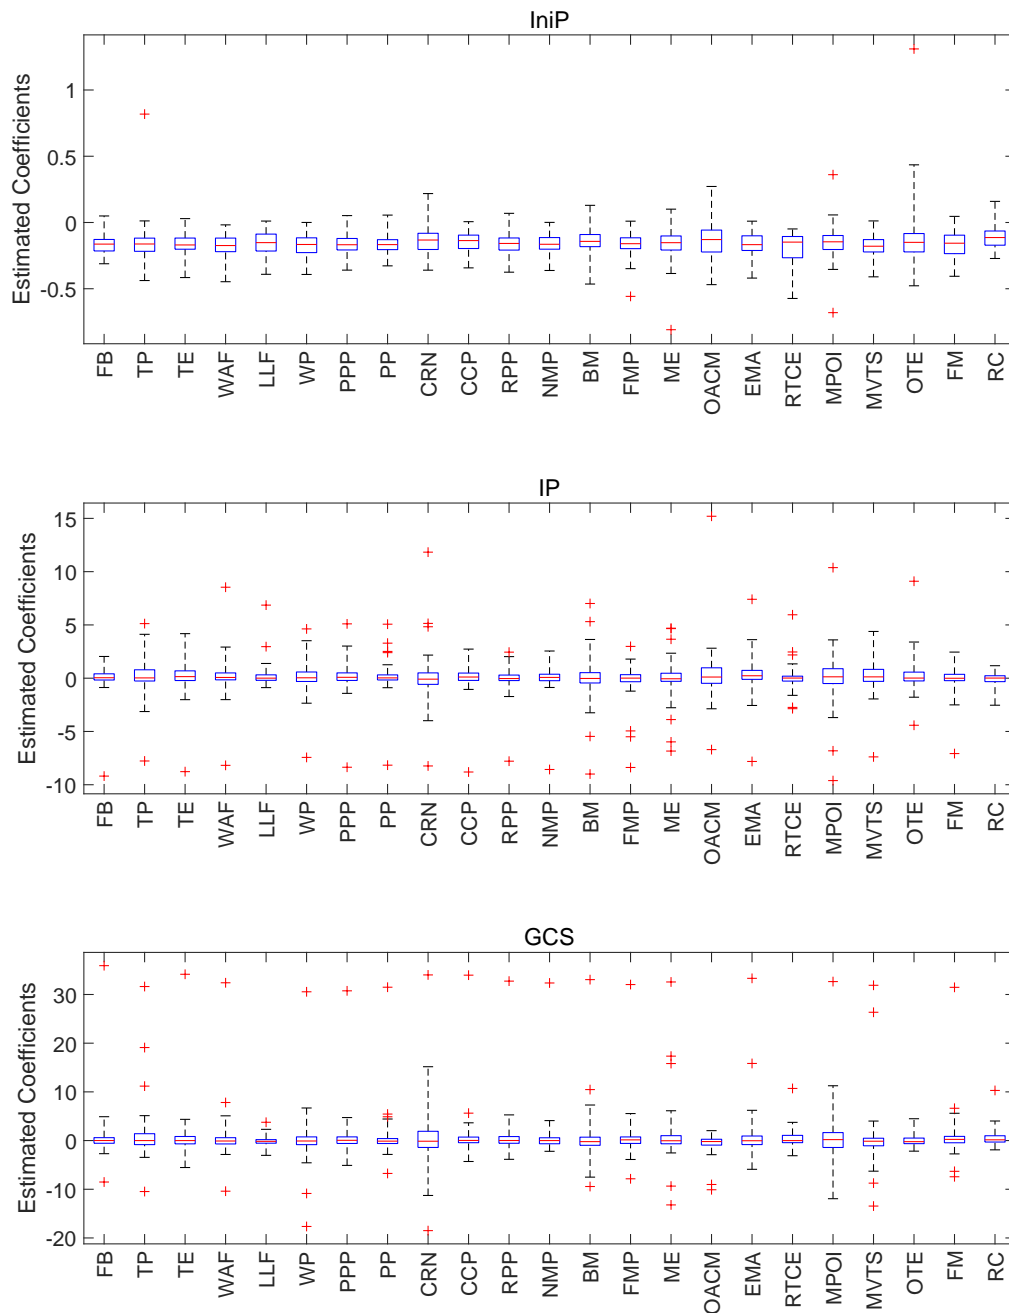 IniP
Estimated Coefficients
1
0.5
0
-0.5
FB TP TE WAF LLF WP PPP PP CRN CCP RPP NMP BM FMP ME OACM EMA RTCE MPOI MVTS OTE FM RC
IP
Estimated Coefficients
15
10
5
0
-5
-10
FB TP TE WAF LLF WP PPP PP CRN CCP RPP NMP BM FMP ME OACM EMA RTCE MPOI MVTS OTE FM RC
GCS
Estimated Coefficients
30
20
10
0
-10
-20
FB TP TE WAF LLF WP PPP PP CRN CCP RPP NMP BM FMP ME OACM EMA RTCE MPOI MVTS OTE FM RC